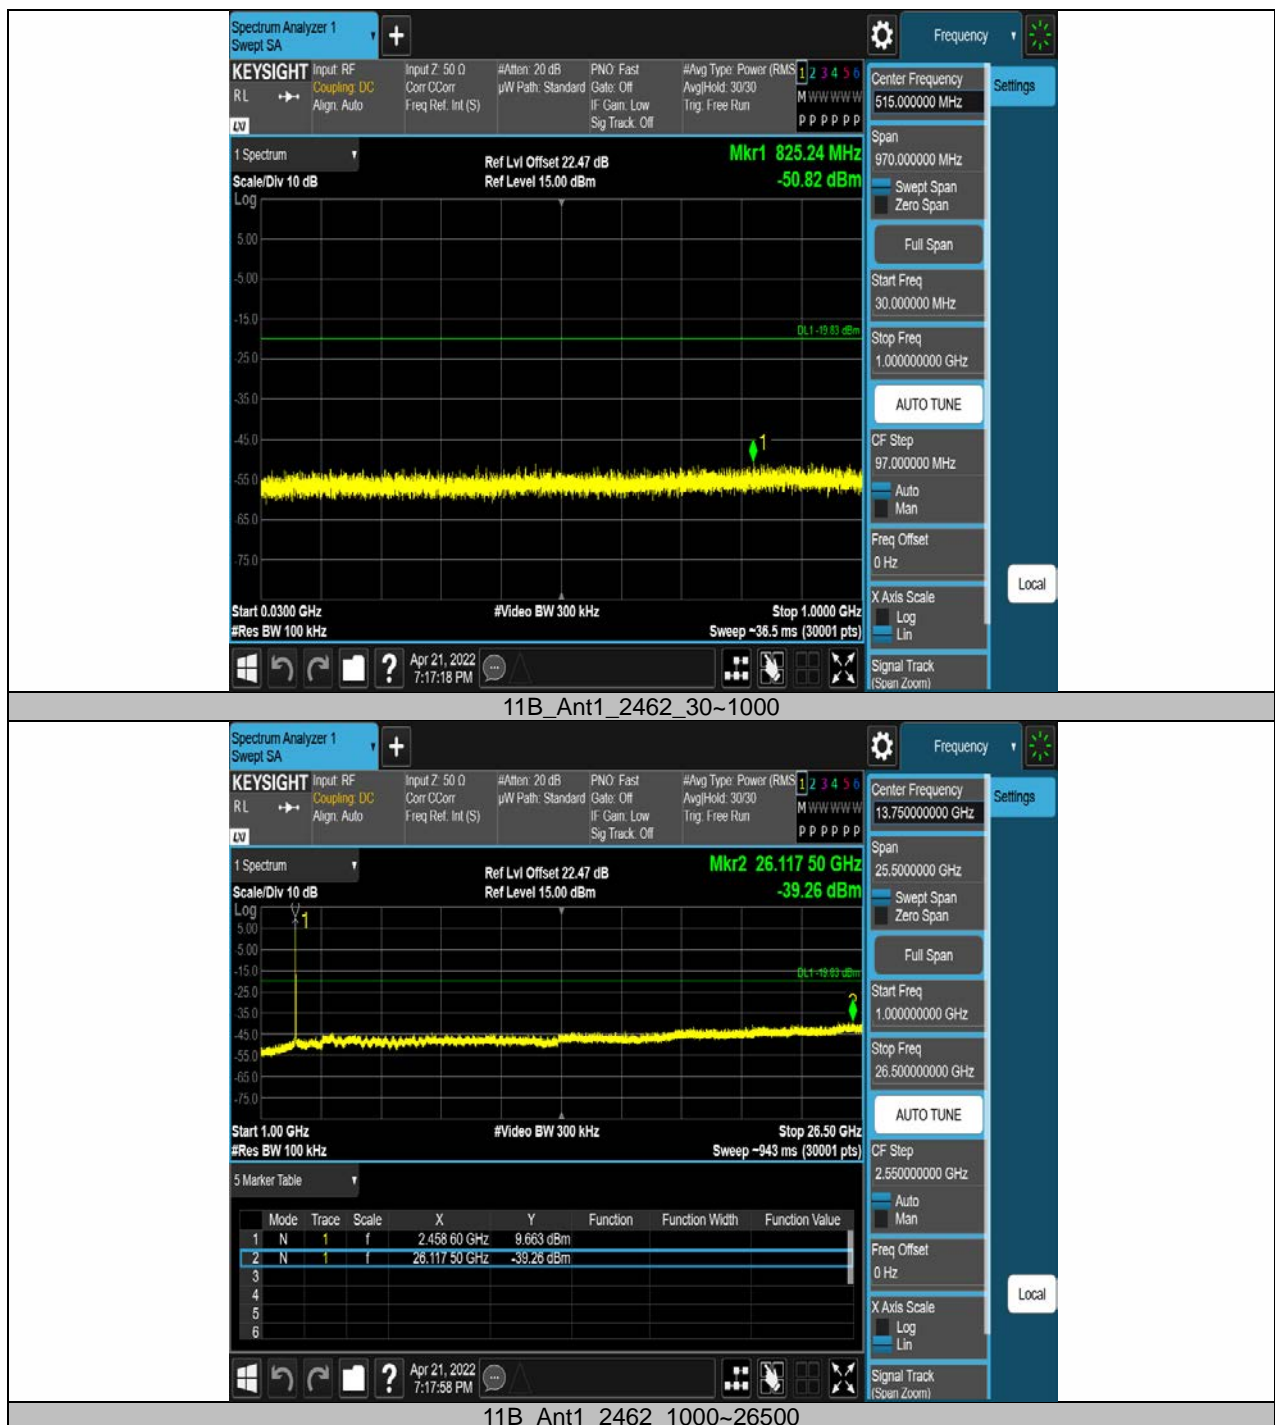 Spectrum Analyzer 1
Swept SA
Frequency
KEYSIGHT
RL
LXI
Input: RF
Coupling: DC
Align: Auto
Input Z: 50 Ω
Corr CCorr
Freq Ref: Int (S)
#Atten: 20 dB
µW Path: Standard
PNO: Fast
Gate: Off
IF Gain: Low
Sig Track: Off
#Avg Type: Power (RMS
Avg|Hold: 30/30
Trig: Free Run
1 2 3 4 5 6
M W W W W W
P P P P P P
1 Spectrum
Scale/Div 10 dB
Ref Lvl Offset 22.47 dB
Ref Level 15.00 dBm
Mkr1 825.24 MHz
-50.82 dBm
Log
5.00
-5.00
-15.0
-25.0
-35.0
-45.0
-55.0
-65.0
-75.0
DL1 -19.83 dBm
1
Start 0.0300 GHz
#Res BW 100 kHz
#Video BW 300 kHz
Stop 1.0000 GHz
Sweep ~36.5 ms (30001 pts)
Apr 21, 2022
7:17:18 PM
Center Frequency
515.000000 MHz
Settings
Span
970.000000 MHz
Swept Span
Zero Span
Full Span
Start Freq
30.000000 MHz
Stop Freq
1.000000000 GHz
AUTO TUNE
CF Step
97.000000 MHz
Auto
Man
Freq Offset
0 Hz
X Axis Scale
Log
Lin
Local
Signal Track
(Span Zoom)
11B_Ant1_2462_30~1000
Spectrum Analyzer 1
Swept SA
Frequency
KEYSIGHT
RL
LXI
Input: RF
Coupling: DC
Align: Auto
Input Z: 50 Ω
Corr CCorr
Freq Ref: Int (S)
#Atten: 20 dB
µW Path: Standard
PNO: Fast
Gate: Off
IF Gain: Low
Sig Track: Off
#Avg Type: Power (RMS
Avg|Hold: 30/30
Trig: Free Run
1 2 3 4 5 6
M W W W W W
P P P P P P
1 Spectrum
Scale/Div 10 dB
Ref Lvl Offset 22.47 dB
Ref Level 15.00 dBm
Mkr2 26.117 50 GHz
-39.26 dBm
Log
5.00
-5.00
-15.0
-25.0
-35.0
-45.0
-55.0
-65.0
-75.0
1
DL1 -19.83 dBm
2
Start 1.00 GHz
#Res BW 100 kHz
#Video BW 300 kHz
Stop 26.50 GHz
Sweep ~943 ms (30001 pts)
5 Marker Table
Mode Trace Scale X Y Function Function Width Function Value
1 N 1 f 2.458 60 GHz 9.663 dBm
2 N 1 f 26.117 50 GHz -39.26 dBm
3
4
5
6
Apr 21, 2022
7:17:58 PM
Center Frequency
13.750000000 GHz
Settings
Span
25.5000000 GHz
Swept Span
Zero Span
Full Span
Start Freq
1.000000000 GHz
Stop Freq
26.500000000 GHz
AUTO TUNE
CF Step
2.550000000 GHz
Auto
Man
Freq Offset
0 Hz
X Axis Scale
Log
Lin
Local
Signal Track
(Span Zoom)
11B_Ant1_2462_1000~26500